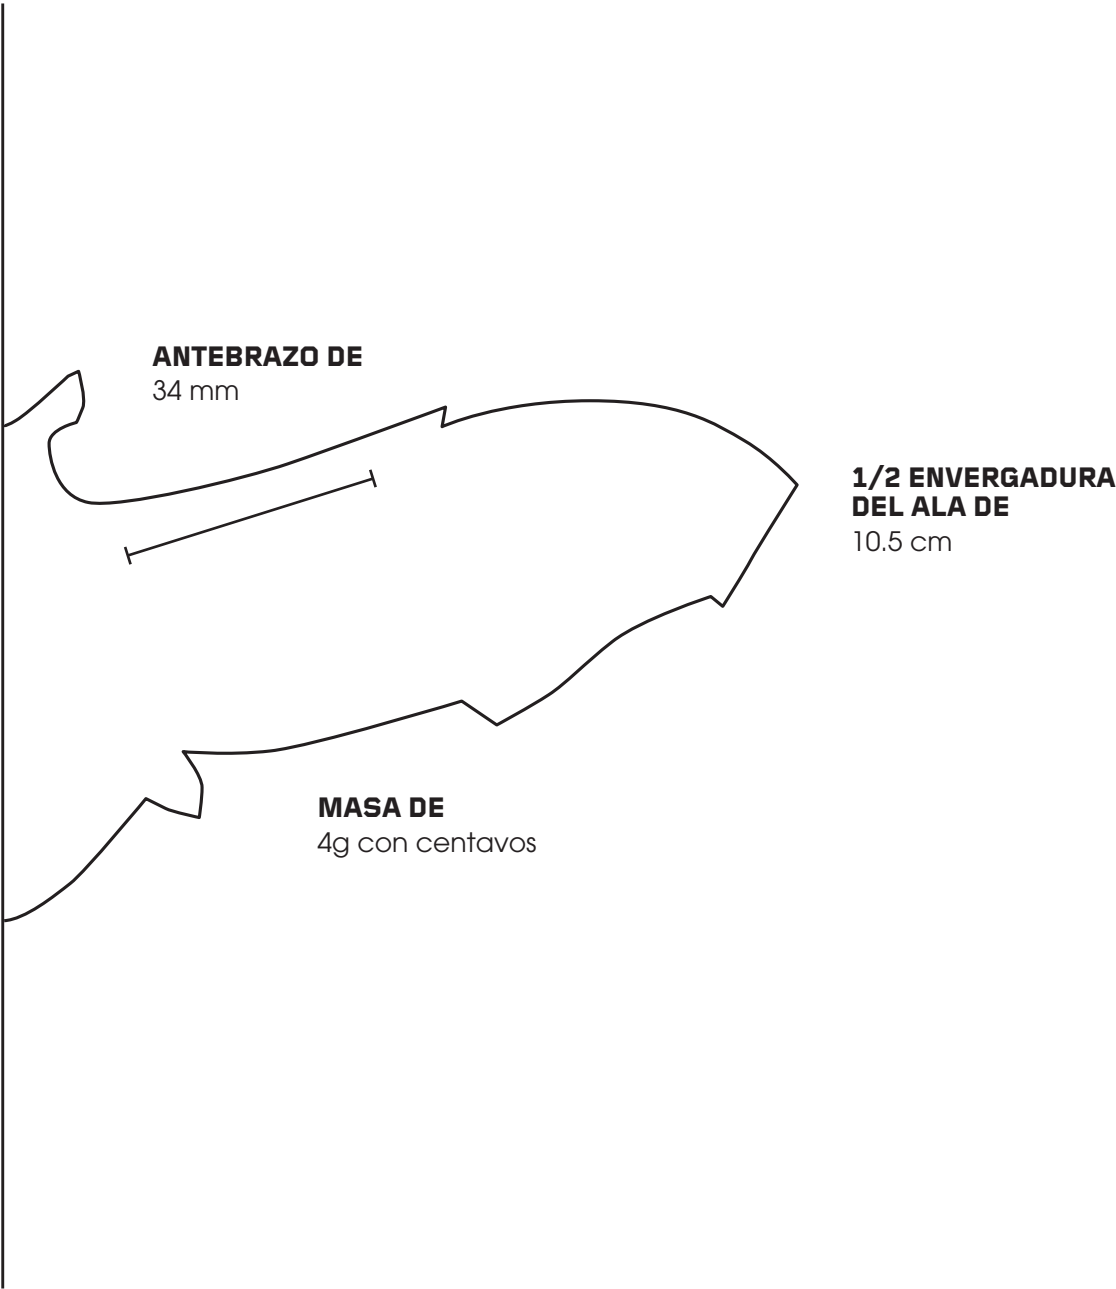 ANTEBRAZO DE
34 mm
1/2 ENVERGADURA
DEL ALA DE
10.5 cm
MASA DE
4g con centavos